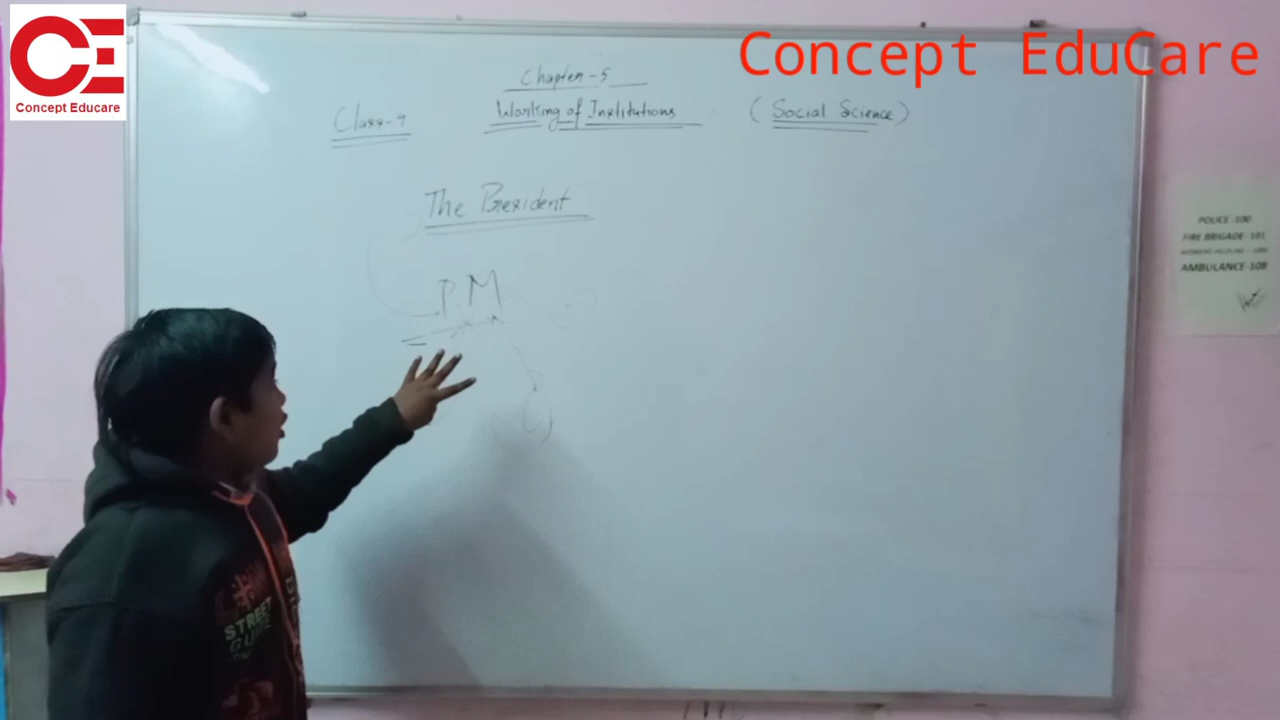 CE
Concept Educare
Concept EduCare
Chapter-5
Class-9
Working of Institutions
(Social Science)
The President
P.M
POLICE -100
FIRE BRIGADE- 101
AMBULANCE-108
STREET